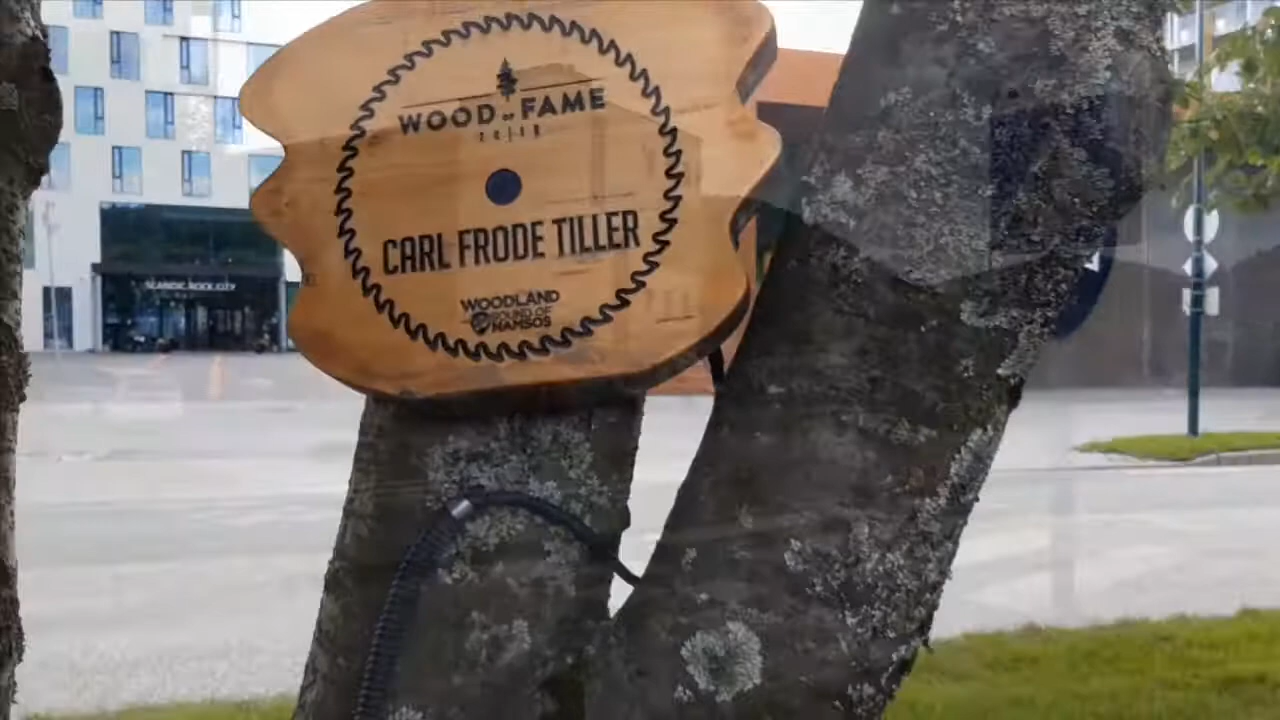 WOOD OF FAME
CARL FRODE TILLER
WOODLAND
SOUND OF
NAMSOS
SCANDIC ROCK CITY